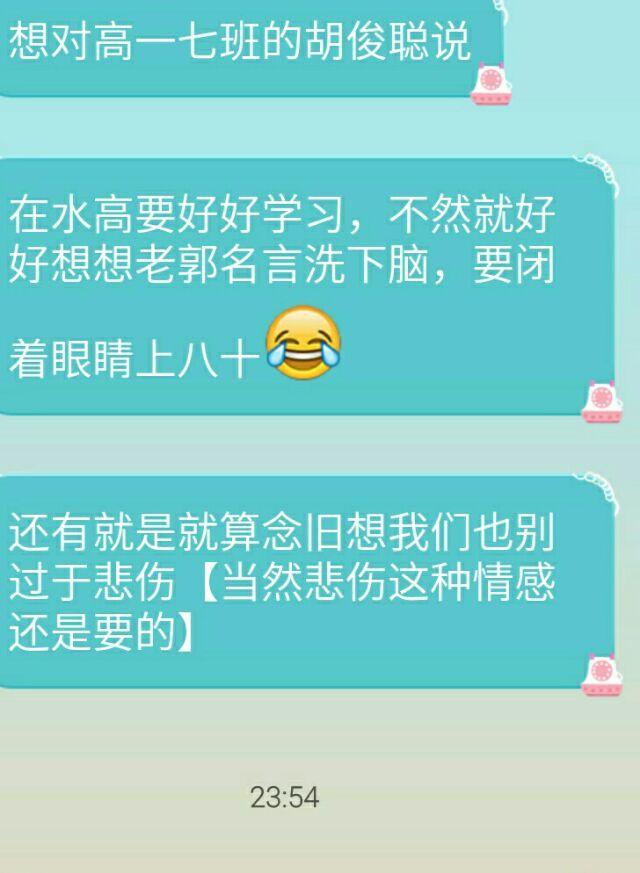 想对高一七班的胡俊聪说
在水高要好好学习，不然就好
好想想老郭名言洗下脑，要闭
着眼睛上八十😂
还有就是就算念旧想我们也别
过于悲伤【当然悲伤这种情感
还是要的】
23:54